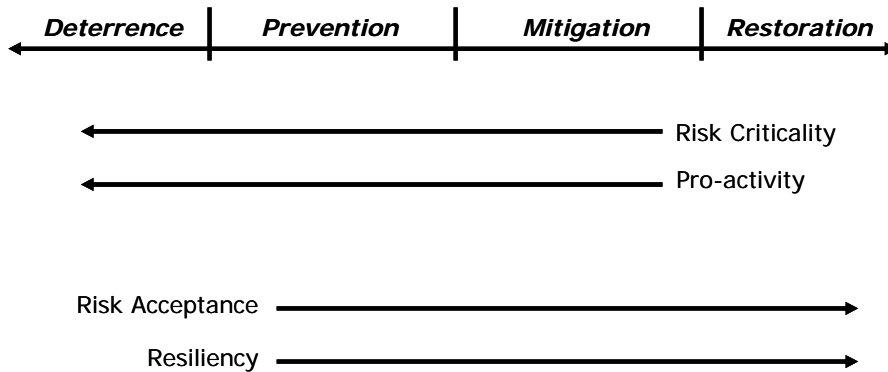 Deterrence Prevention Mitigation Restoration
Risk Criticality
Pro-activity
Risk Acceptance
Resiliency